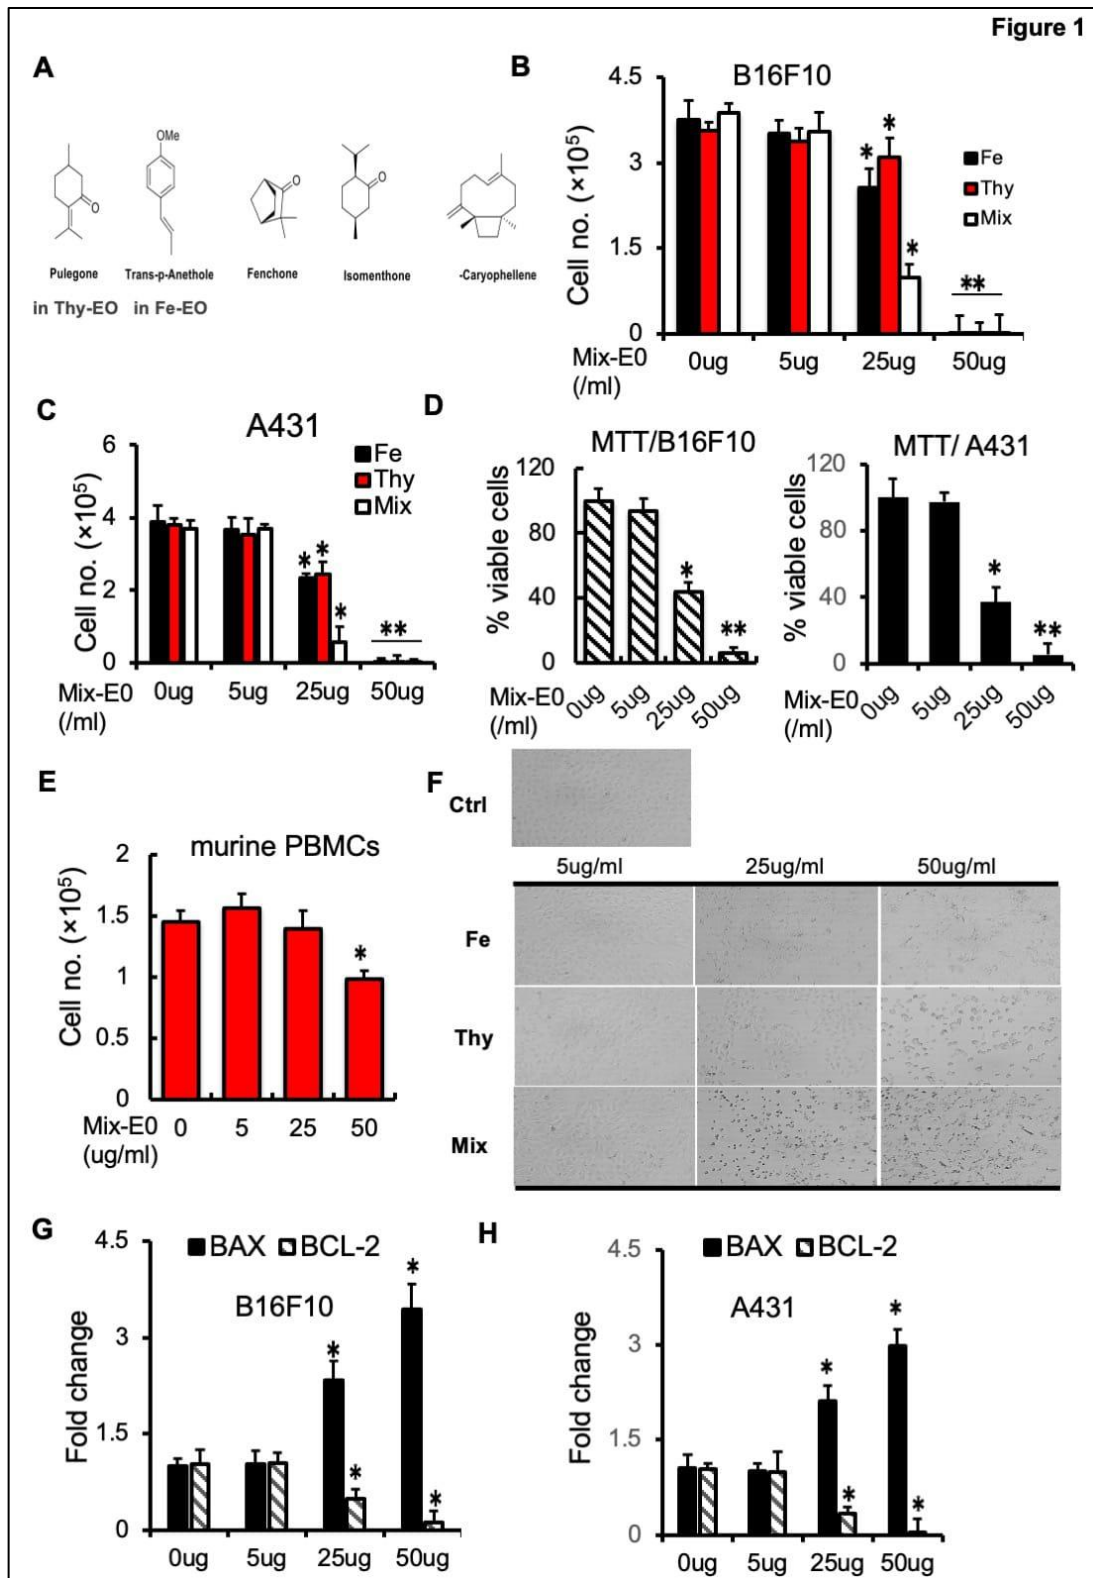 Figure 1
A
OMe
O
O
O
Pulegone Trans-p-Anethole Fenchone Isomenthone -Caryophellene
in Thy-EO in Fe-EO
B
B16F10
4.5
3
1.5
0
Cell no. (×10⁵)
* * *
**
Fe
Thy
Mix
Mix-E0
(/ml)
0ug 5ug 25ug 50ug
C
A431
6
4
2
0
Cell no. (×10⁵)
Fe
Thy
Mix
* * *
**
Mix-E0
(/ml)
0ug 5ug 25ug 50ug
D
MTT/B16F10
120
80
40
0
% viable cells
*
**
Mix-E0
(/ml)
0ug 5ug 25ug 50ug
MTT/ A431
120
80
40
0
% viable cells
*
**
Mix-E0
(/ml)
0ug 5ug 25ug 50ug
E
murine PBMCs
2
1.5
1
0.5
0
Cell no. (×10⁵)
*
Mix-E0
(ug/ml)
0 5 25 50
F
Ctrl
5ug/ml 25ug/ml 50ug/ml
Fe
Thy
Mix
G
BAX BCL-2
B16F10
4.5
3
1.5
0
Fold change
* *
* *
0ug 5ug 25ug 50ug
H
BAX BCL-2
A431
4.5
3
1.5
0
Fold change
* *
* *
0ug 5ug 25ug 50ug